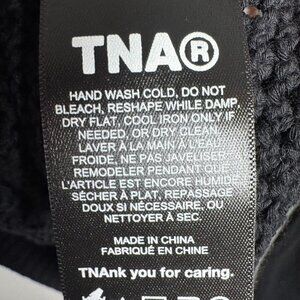 TNA®
HAND WASH COLD, DO NOT
BLEACH, RESHAPE WHILE DAMP,
DRY FLAT, COOL IRON ONLY IF
NEEDED, OR DRY CLEAN.
LAVER À LA MAIN À L'EAU
FROIDE, NE PAS JAVELISER,
REMODELER PENDANT QUE
L'ARTICLE EST ENCORE HUMIDE,
SÉCHER À PLAT, REPASSAGE
DOUX SI NÉCESSAIRE, OU
NETTOYER À SEC.
MADE IN CHINA
FABRIQUÉ EN CHINE
TNAnk you for caring.